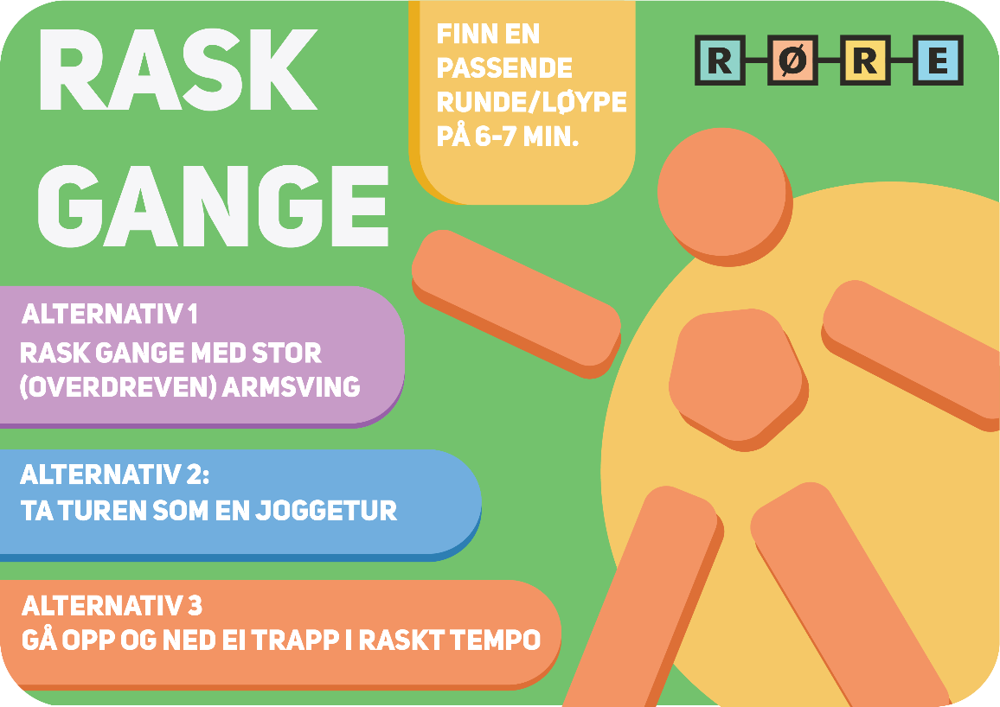 RASK
GANGE
FINN EN
PASSENDE
RUNDE/LØYPE
PÅ 6-7 MIN.
R Ø R E
ALTERNATIV 1
RASK GANGE MED STOR
(OVERDREVEN) ARMSVING
ALTERNATIV 2:
TA TUREN SOM EN JOGGETUR
ALTERNATIV 3
GÅ OPP OG NED EI TRAPP I RASKT TEMPO